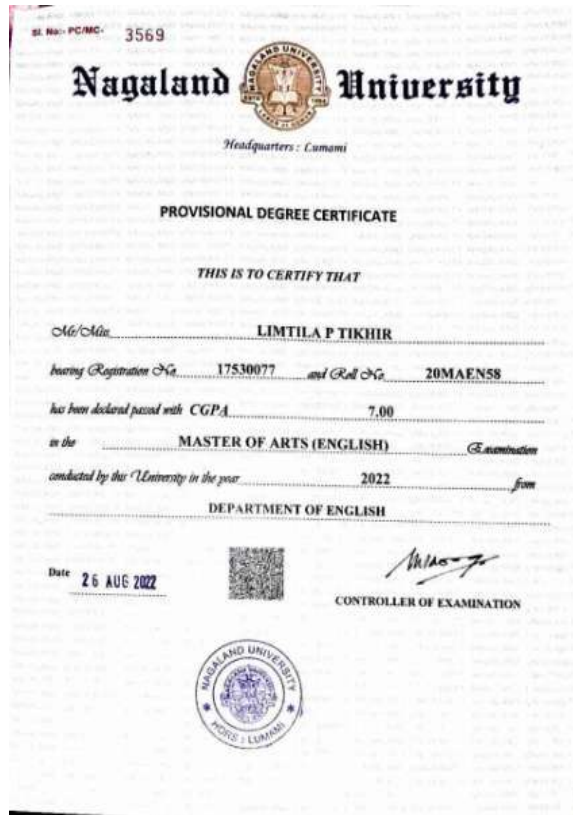 Sl. No:- PC/MC- 3569
Nagaland University
NAGALAND UNIVERSITY
Headquarters : Lumami
PROVISIONAL DEGREE CERTIFICATE
THIS IS TO CERTIFY THAT
Mr/Miss LIMTILA P TIKHIR
bearing Registration No 17530077 and Roll No 20MAEN58
has been declared passed with CGPA 7.00
in the MASTER OF ARTS (ENGLISH) Examination
conducted by this University in the year 2022 from
DEPARTMENT OF ENGLISH
Date 26 AUG 2022
CONTROLLER OF EXAMINATION
NAGALAND UNIVERSITY
HQRS : LUMAMI